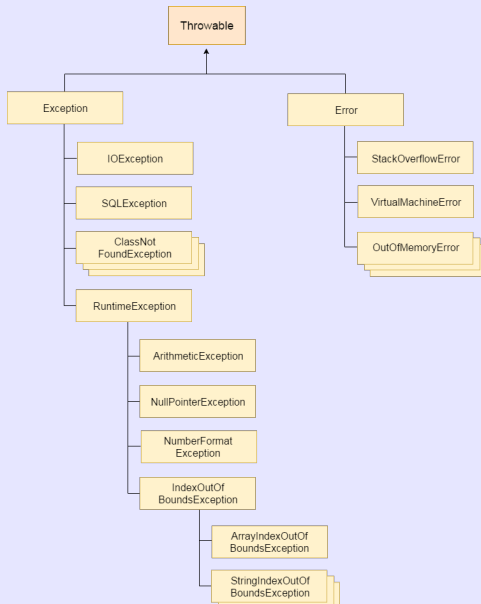 Throwable
Exception
Error
IOException
StackOverflowError
SQLException
VirtualMachineError
ClassNot
FoundException
OutOfMemoryError
RuntimeException
ArithmeticException
NullPointerException
NumberFormat
Exception
IndexOutOf
BoundsException
ArrayIndexOutOf
BoundsException
StringIndexOutOf
BoundsException